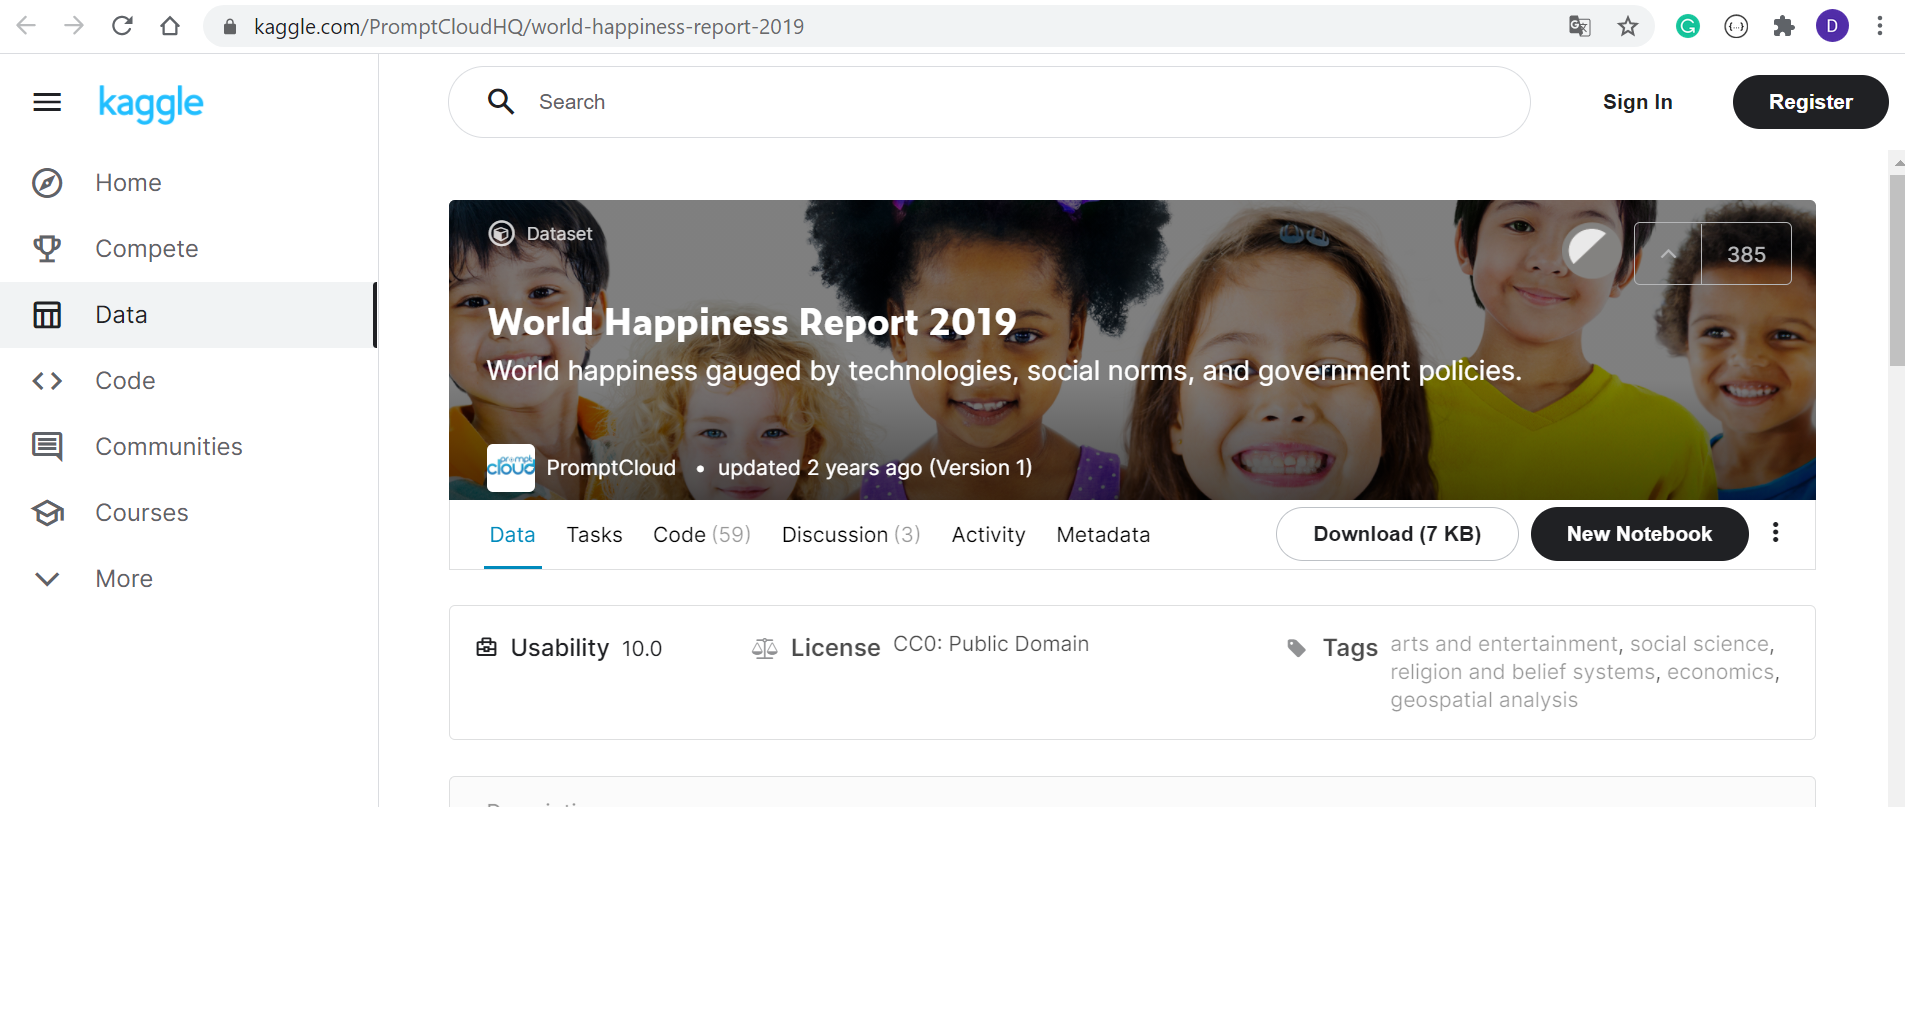 kaggle.com/PromptCloudHQ/world-happiness-report-2019
D
kaggle
Search
Sign In
Register
Home
Compete
Data
Code
Communities
Courses
More
Dataset
385
World Happiness Report 2019
World happiness gauged by technologies, social norms, and government policies.
prompt cloud
PromptCloud • updated 2 years ago (Version 1)
Data Tasks Code (59) Discussion (3) Activity Metadata
Download (7 KB)
New Notebook
Usability 10.0
License CC0: Public Domain
Tags arts and entertainment, social science,
religion and belief systems, economics,
geospatial analysis